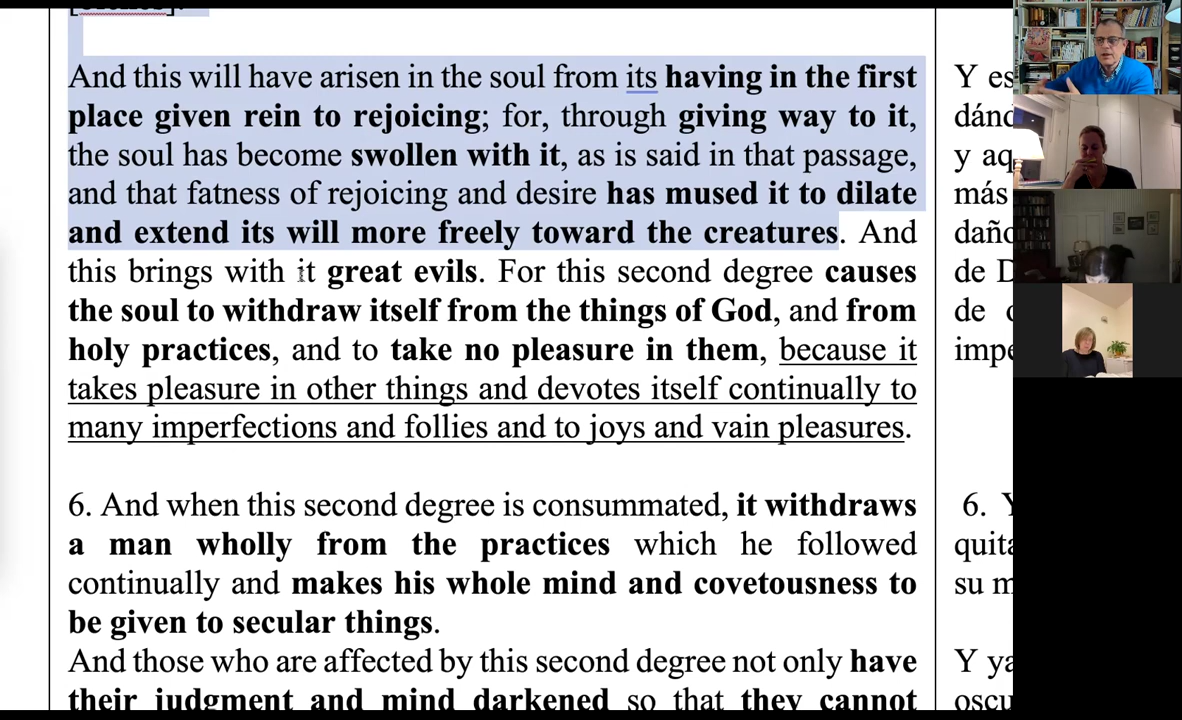 And this will have arisen in the soul from its having in the first
place given rein to rejoicing; for, through giving way to it,
the soul has become swollen with it, as is said in that passage,
and that fatness of rejoicing and desire has mused it to dilate
and extend its will more freely toward the creatures. And
this brings with it great evils. For this second degree causes
the soul to withdraw itself from the things of God, and from
holy practices, and to take no pleasure in them, because it
takes pleasure in other things and devotes itself continually to
many imperfections and follies and to joys and vain pleasures.
6. And when this second degree is consummated, it withdraws
a man wholly from the practices which he followed
continually and makes his whole mind and covetousness to
be given to secular things.
And those who are affected by this second degree not only have
their judgment and mind darkened so that they cannot
Y es
dánd
y aq
más
daño
de D
de
impe
6. Y
quita
su m
Y ya
oscu